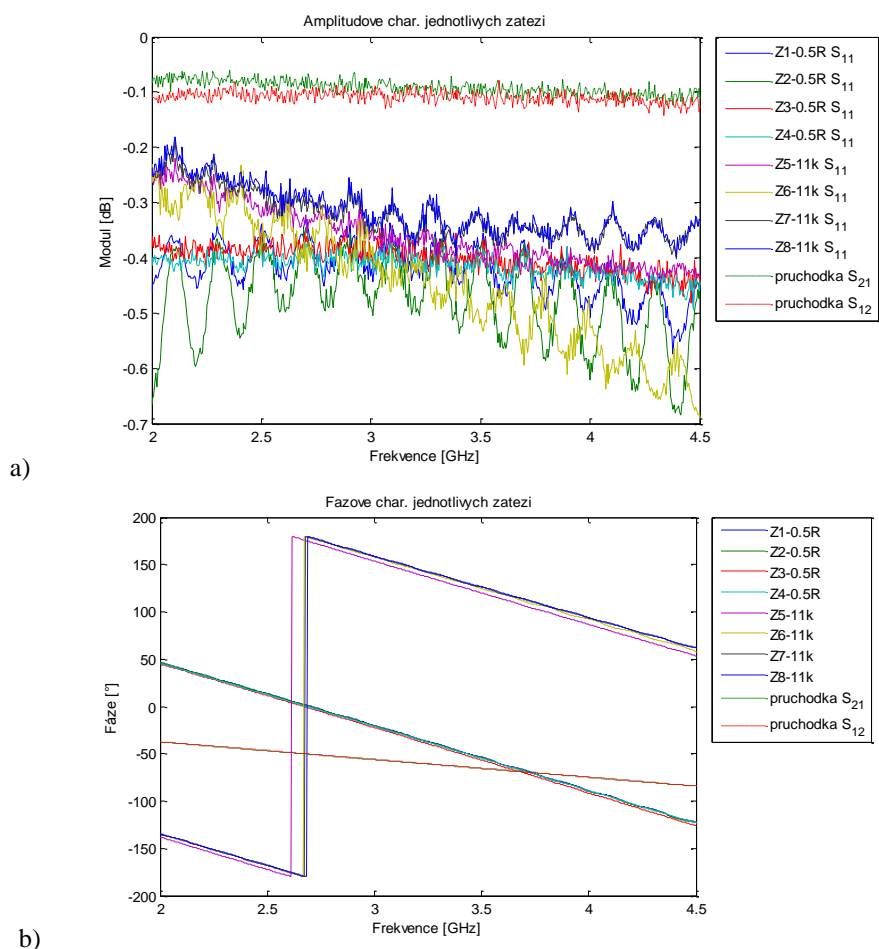 Amplitudove char. jednotlivych zatezi
0
-0.1
-0.2
-0.3
-0.4
-0.5
-0.6
-0.7
Modul [dB]
2
2.5
3
3.5
4
4.5
Frekvence [GHz]
Z1-0.5R S11
Z2-0.5R S11
Z3-0.5R S11
Z4-0.5R S11
Z5-11k S11
Z6-11k S11
Z7-11k S11
Z8-11k S11
pruchodka S21
pruchodka S12
a)
Fazove char. jednotlivych zatezi
200
150
100
50
0
-50
-100
-150
-200
Fáze [°]
2
2.5
3
3.5
4
4.5
Frekvence [GHz]
Z1-0.5R
Z2-0.5R
Z3-0.5R
Z4-0.5R
Z5-11k
Z6-11k
Z7-11k
Z8-11k
pruchodka S21
pruchodka S12
b)